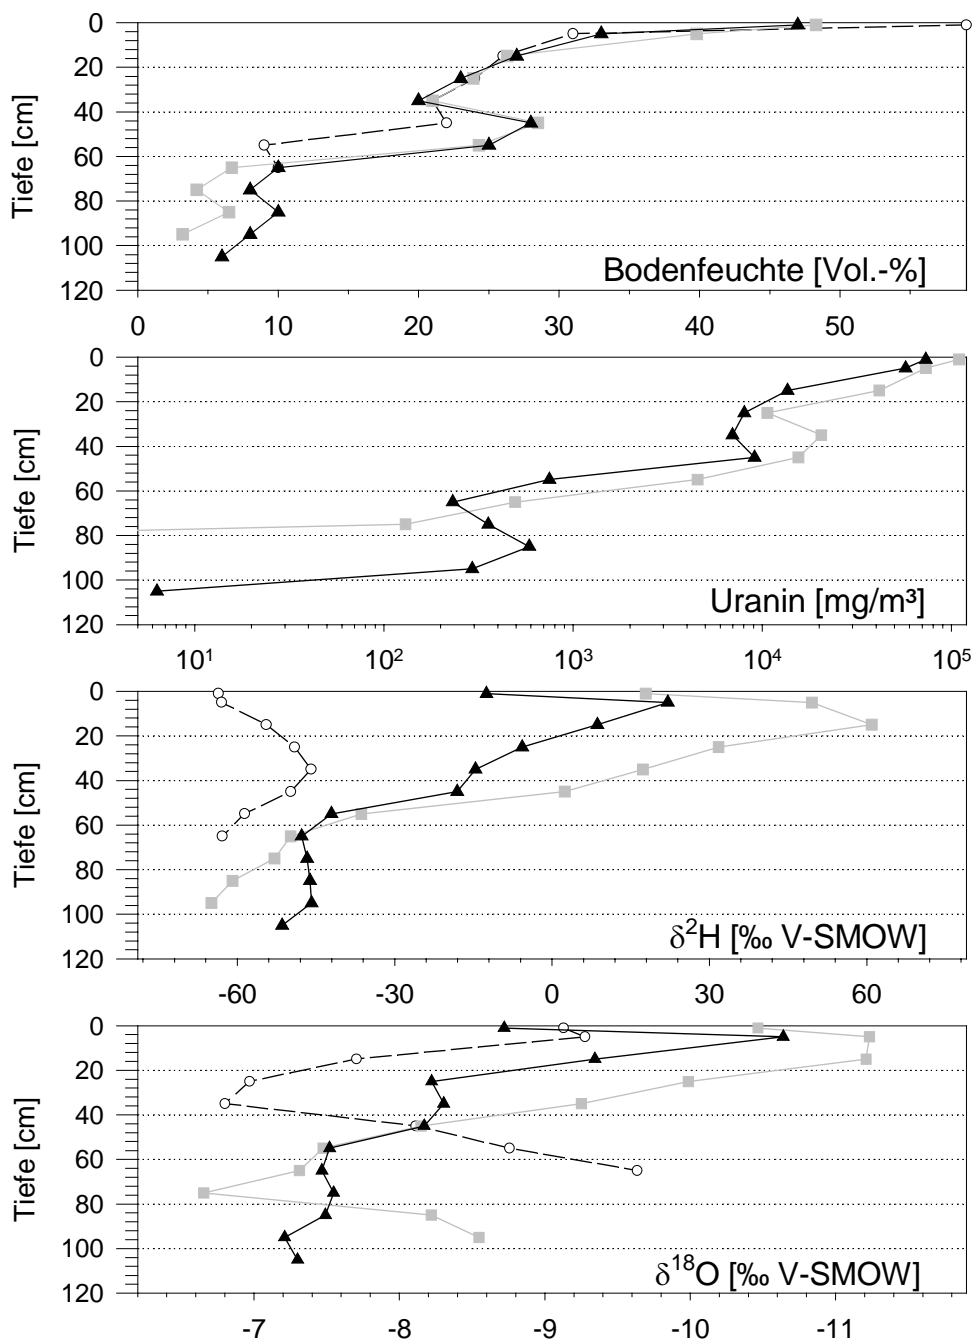 0
20
40
60
80
100
120
Tiefe [cm]
Bodenfeuchte [Vol.-%]
0 10 20 30 40 50
0
20
40
60
80
100
120
Tiefe [cm]
Uranin [mg/m³]
10¹ 10² 10³ 10⁴ 10⁵
0
20
40
60
80
100
120
Tiefe [cm]
δ²H [‰ V-SMOW]
-60 -30 0 30 60
0
20
40
60
80
100
120
Tiefe [cm]
δ¹⁸O [‰ V-SMOW]
-7 -8 -9 -10 -11